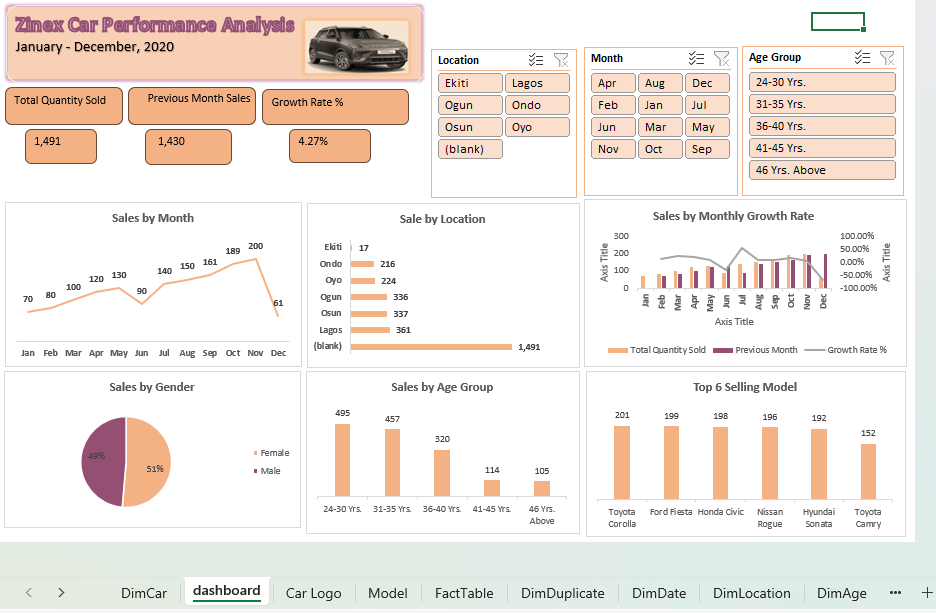 Zinex Car Performance Analysis
January - December, 2020
Total Quantity Sold
Previous Month Sales
Growth Rate %
1,491
1,430
4.27%
Location
Ekiti
Lagos
Ogun
Ondo
Osun
Oyo
(blank)
Month
Apr
Aug
Dec
Feb
Jan
Jul
Jun
Mar
May
Nov
Oct
Sep
Age Group
24-30 Yrs.
31-35 Yrs.
36-40 Yrs.
41-45 Yrs.
46 Yrs. Above
Sales by Month
70
80
100
120
130
90
140
150
161
189
200
61
Jan Feb Mar Apr May Jun Jul Aug Sep Oct Nov Dec
Sale by Location
Ekiti 17
Ondo 216
Oyo 224
Ogun 336
Osun 337
Lagos 361
(blank) 1,491
Sales by Monthly Growth Rate
Axis Title
300
200
100
0
100.00%
50.00%
0.00%
-50.00%
-100.00%
Axis Title
Jan Feb Mar Apr May Jun Jul Aug Sep Oct Nov Dec
Axis Title
Total Quantity Sold Previous Month Growth Rate %
Sales by Gender
49%
51%
Female
Male
Sales by Age Group
495
457
320
114
105
24-30 Yrs. 31-35 Yrs. 36-40 Yrs. 41-45 Yrs. 46 Yrs.
Above
Top 6 Selling Model
201
199
198
196
192
152
Toyota Ford Fiesta Honda Civic Nissan Hyundai Toyota
Corolla Rogue Sonata Camry
DimCar dashboard Car Logo Model FactTable DimDuplicate DimDate DimLocation DimAge